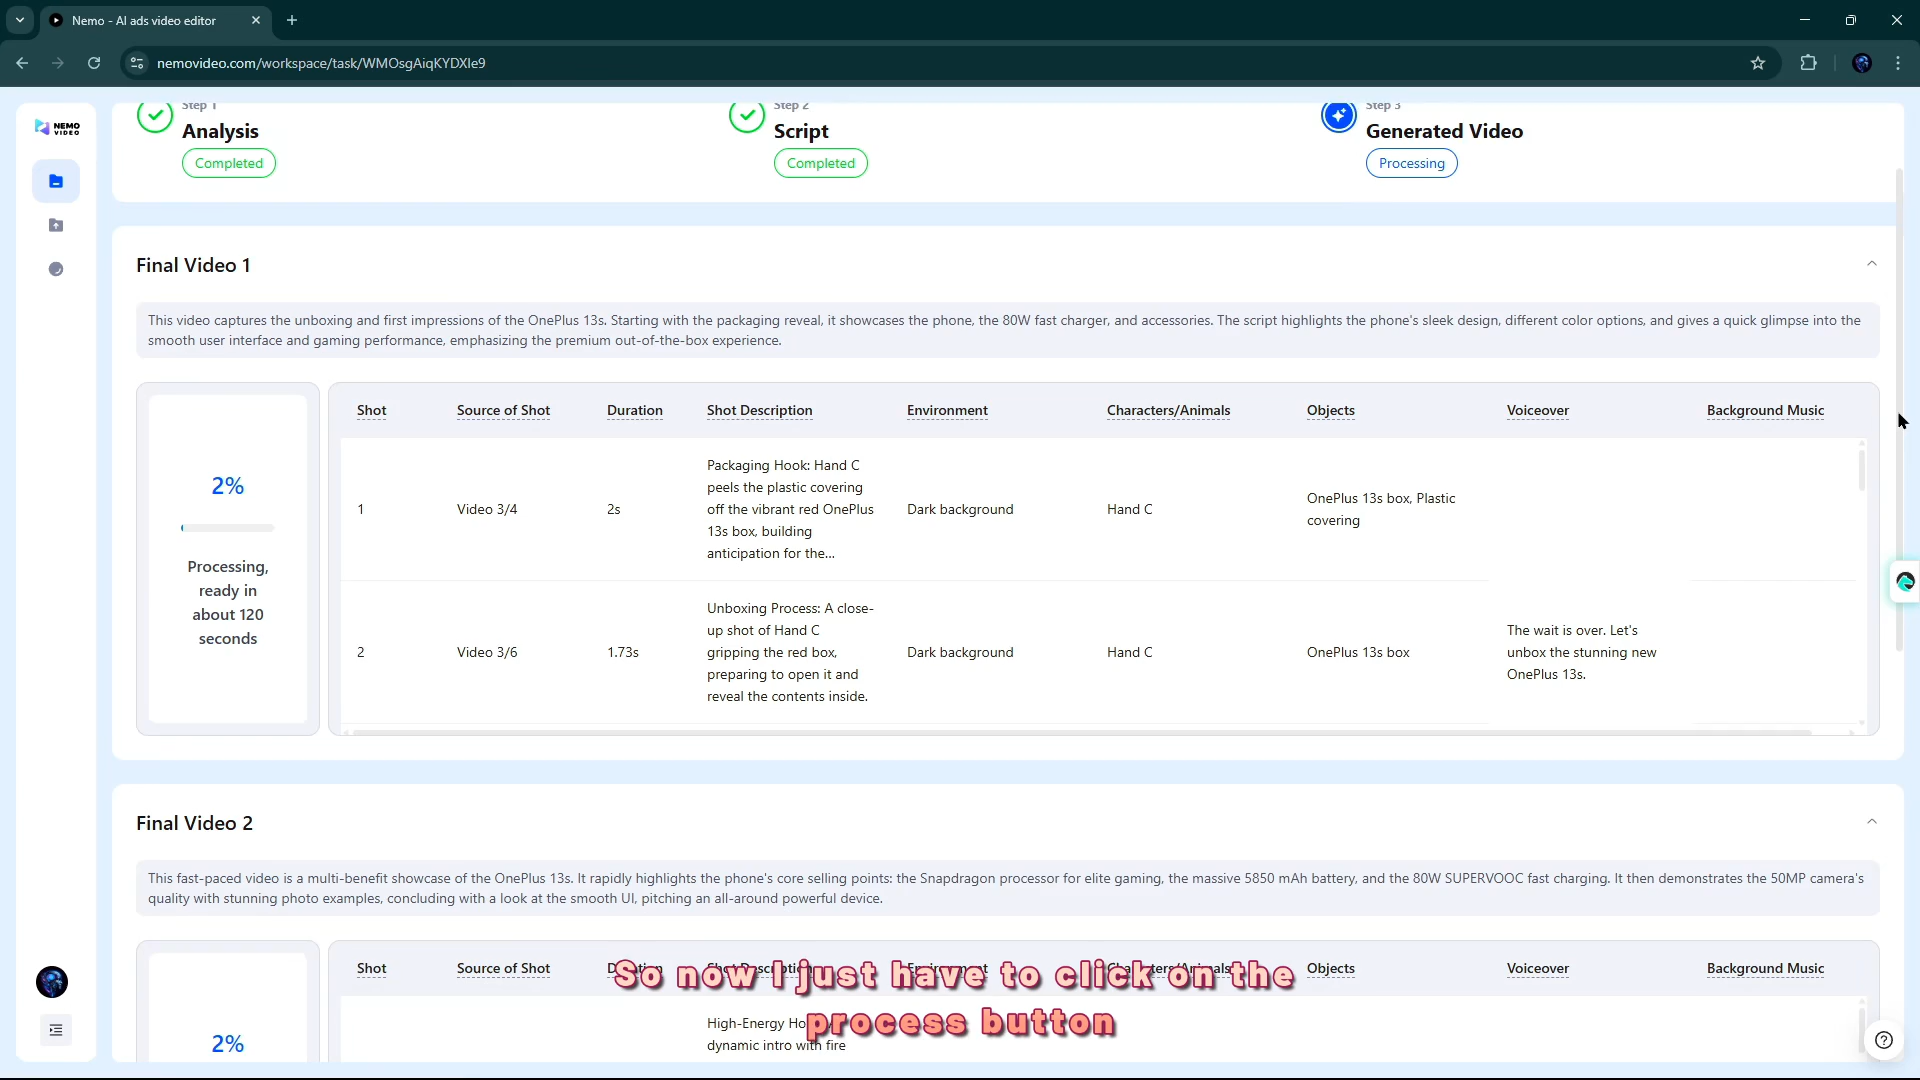 Nemo - AI ads video editor
nemovideo.com/workspace/task/WMOsgAiqKYDXIe9
NEMO
VIDEO
Step 1
Analysis
Completed
Step 2
Script
Completed
Step 3
Generated Video
Processing
Final Video 1
This video captures the unboxing and first impressions of the OnePlus 13s. Starting with the packaging reveal, it showcases the phone, the 80W fast charger, and accessories. The script highlights the phone's sleek design, different color options, and gives a quick glimpse into the
smooth user interface and gaming performance, emphasizing the premium out-of-the-box experience.
2%
Processing,
ready in
about 120
seconds
Shot Source of Shot Duration Shot Description Environment Characters/Animals Objects Voiceover Background Music
1
Video 3/4
2s
Packaging Hook: Hand C
peels the plastic covering
off the vibrant red OnePlus
13s box, building
anticipation for the...
Dark background
Hand C
OnePlus 13s box, Plastic
covering
2
Video 3/6
1.73s
Unboxing Process: A close-
up shot of Hand C
gripping the red box,
preparing to open it and
reveal the contents inside.
Dark background
Hand C
OnePlus 13s box
The wait is over. Let's
unbox the stunning new
OnePlus 13s.
Final Video 2
This fast-paced video is a multi-benefit showcase of the OnePlus 13s. It rapidly highlights the phone's core selling points: the Snapdragon processor for elite gaming, the massive 5850 mAh battery, and the 80W SUPERVOOC fast charging. It then demonstrates the 50MP camera's
quality with stunning photo examples, concluding with a look at the smooth UI, pitching an all-around powerful device.
2%
Shot Source of Shot Duration Shot Description Environment Characters/Animals Objects Voiceover Background Music
High-Energy
dynamic intro with fire
So now I just have to click on the
process button